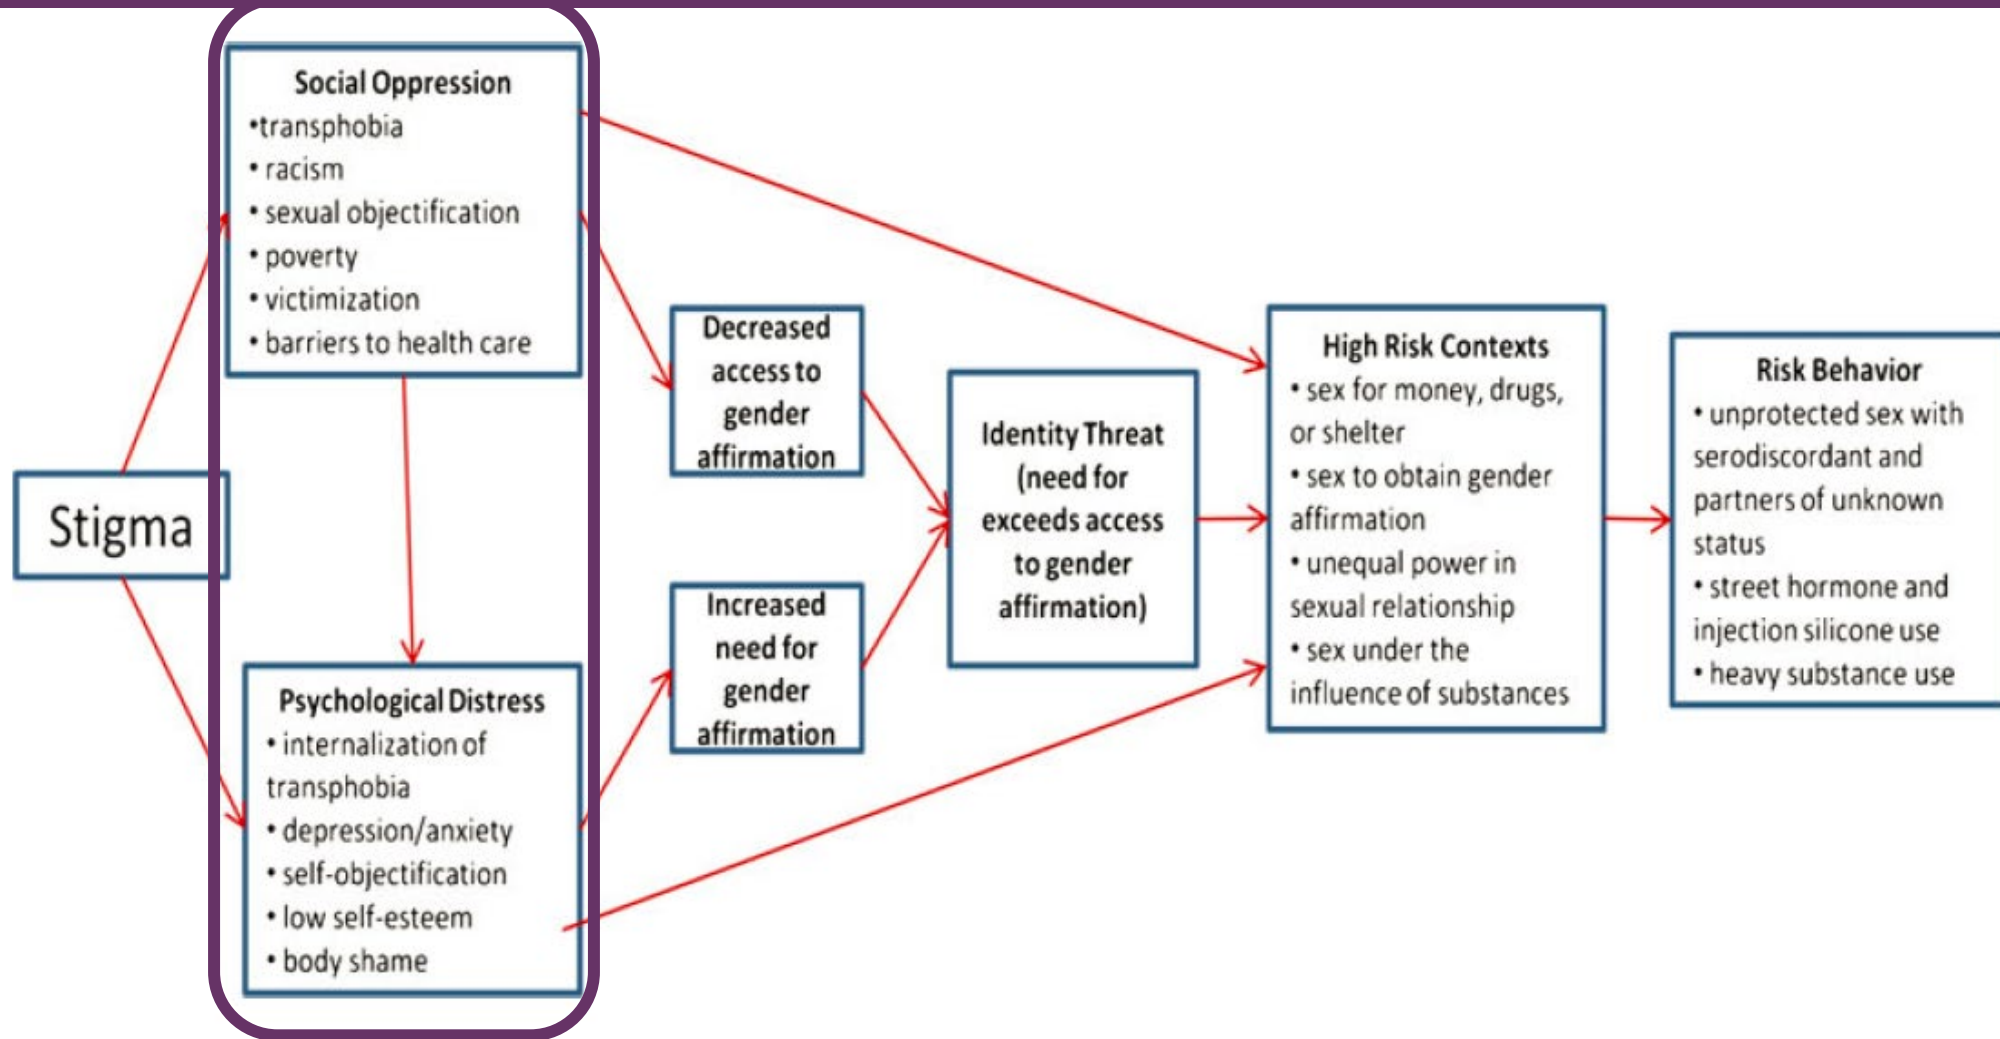 Social Oppression
•transphobia
• racism
• sexual objectification
• poverty
• victimization
• barriers to health care
Stigma
Psychological Distress
• internalization of
transphobia
• depression/anxiety
• self-objectification
• low self-esteem
• body shame
Decreased
access to
gender
affirmation
Increased
need for
gender
affirmation
Identity Threat
(need for
exceeds access
to gender
affirmation)
High Risk Contexts
• sex for money, drugs,
or shelter
• sex to obtain gender
affirmation
• unequal power in
sexual relationship
• sex under the
influence of substances
Risk Behavior
• unprotected sex with
serodiscordant and
partners of unknown
status
• street hormone and
injection silicone use
• heavy substance use